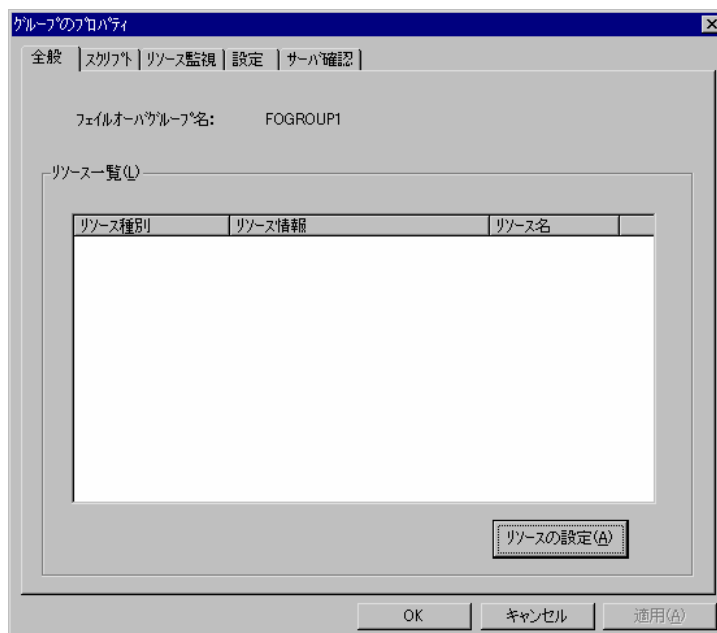 グループのプロパティ
全般 スクリプト リソース監視 設定 サーバ確認
フェイルオーバグループ名: FOGROUP1
リソース一覧(L)
リソース種別 リソース情報 リソース名
リソースの設定(A)
OK キャンセル 適用(A)